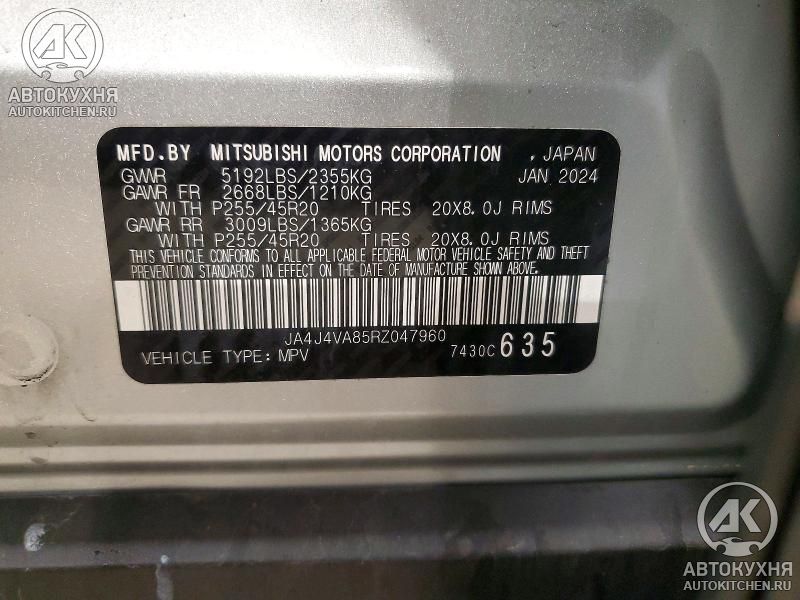 AK
АВТОКУХНЯ
AUTOKITCHEN.RU
MFD.BY MITSUBISHI MOTORS CORPORATION , JAPAN
GVWR 5192LBS/2355KG JAN 2024
GAWR FR 2668LBS/1210KG
WITH P255/45R20 TIRES 20X8.0J RIMS
GAWR RR 3009LBS/1365KG
WITH P255/45R20 TIRES 20X8.0J RIMS
THIS VEHICLE CONFORMS TO ALL APPLICABLE FEDERAL MOTOR VEHICLE SAFETY AND THEFT
PREVENTION STANDARDS IN EFFECT ON THE DATE OF MANUFACTURE SHOWN ABOVE.
JA4J4VA85RZ047960
VEHICLE TYPE: MPV 7430C 635
AK
АВТОКУХНЯ
AUTOKITCHEN.RU